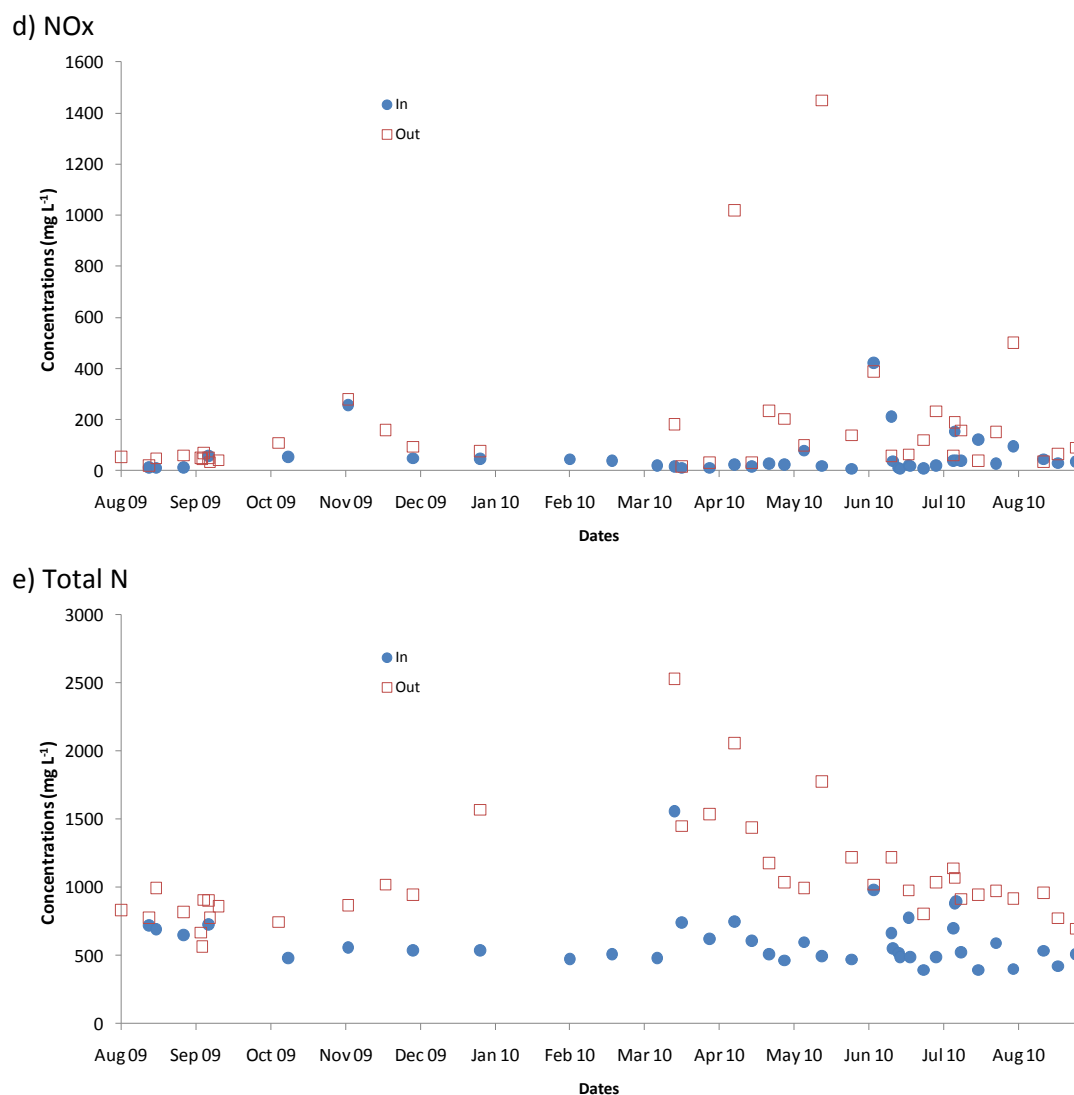 d) NOx
1600
1400
1200
1000
800
600
400
200
0
Concentrations (mg L-1)
In
Out
Aug 09 Sep 09 Oct 09 Nov 09 Dec 09 Jan 10 Feb 10 Mar 10 Apr 10 May 10 Jun 10 Jul 10 Aug 10
Dates
e) Total N
3000
2500
2000
1500
1000
500
0
Concentrations (mg L-1)
In
Out
Aug 09 Sep 09 Oct 09 Nov 09 Dec 09 Jan 10 Feb 10 Mar 10 Apr 10 May 10 Jun 10 Jul 10 Aug 10
Dates